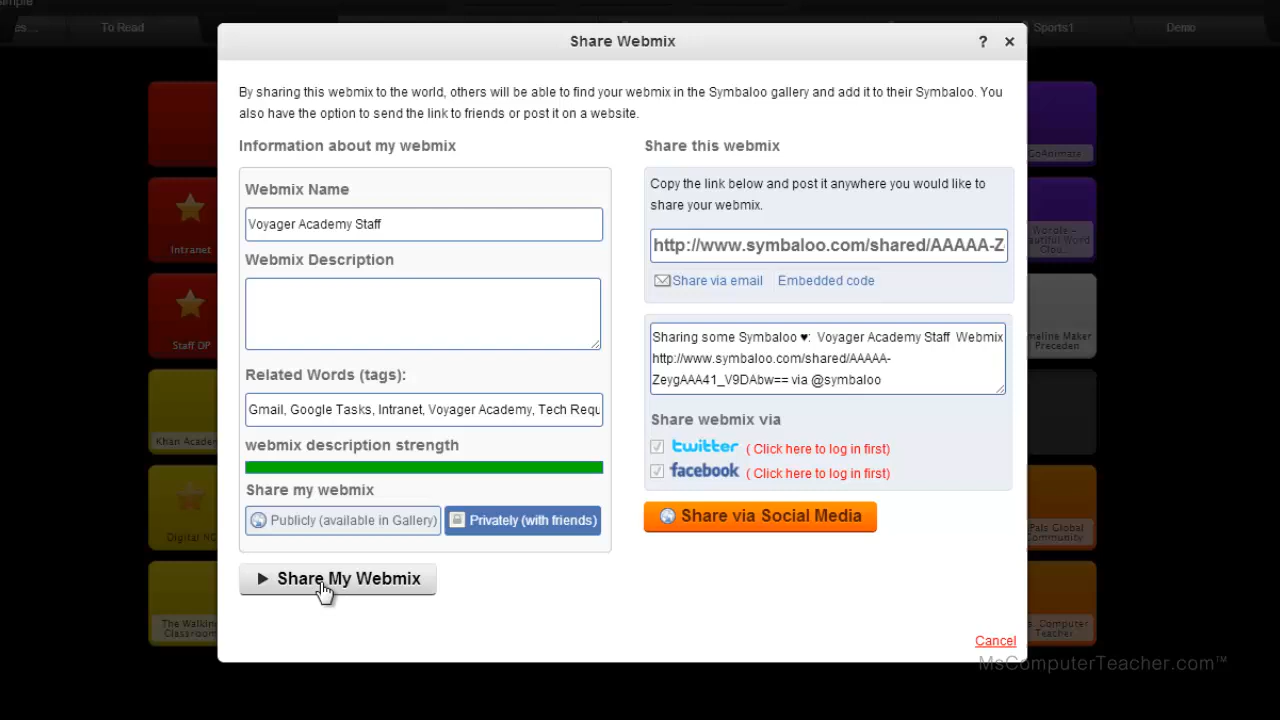 simple
es...
To Read
Sports1
Demo
Share Webmix
?
×
By sharing this webmix to the world, others will be able to find your webmix in the Symbaloo gallery and add it to their Symbaloo. You
also have the option to send the link to friends or post it on a website.
Information about my webmix
Webmix Name
Voyager Academy Staff
Webmix Description
Related Words (tags):
Gmail, Google Tasks, Intranet, Voyager Academy, Tech Requ
webmix description strength
Share my webmix
Publicly (available in Gallery)
Privately (with friends)
Share My Webmix
Share this webmix
Copy the link below and post it anywhere you would like to
share your webmix.
http://www.symbaloo.com/shared/AAAAA-Z
Share via email
Embedded code
Sharing some Symbaloo ♥: Voyager Academy Staff Webmix
http://www.symbaloo.com/shared/AAAAA-
ZeygAAA41_V9DAbw== via @symbaloo
Share webmix via
twitter ( Click here to log in first)
facebook ( Click here to log in first)
Share via Social Media
Cancel
Intranet
Staff DP
Khan Acade
Digital NC
The Walking
Classroom
GoAnimate
Wordle -
autiful Word
Clou...
meline Maker
Preceden
Pals Global
Community
s. Computer
Teacher
MsComputerTeacher.com™